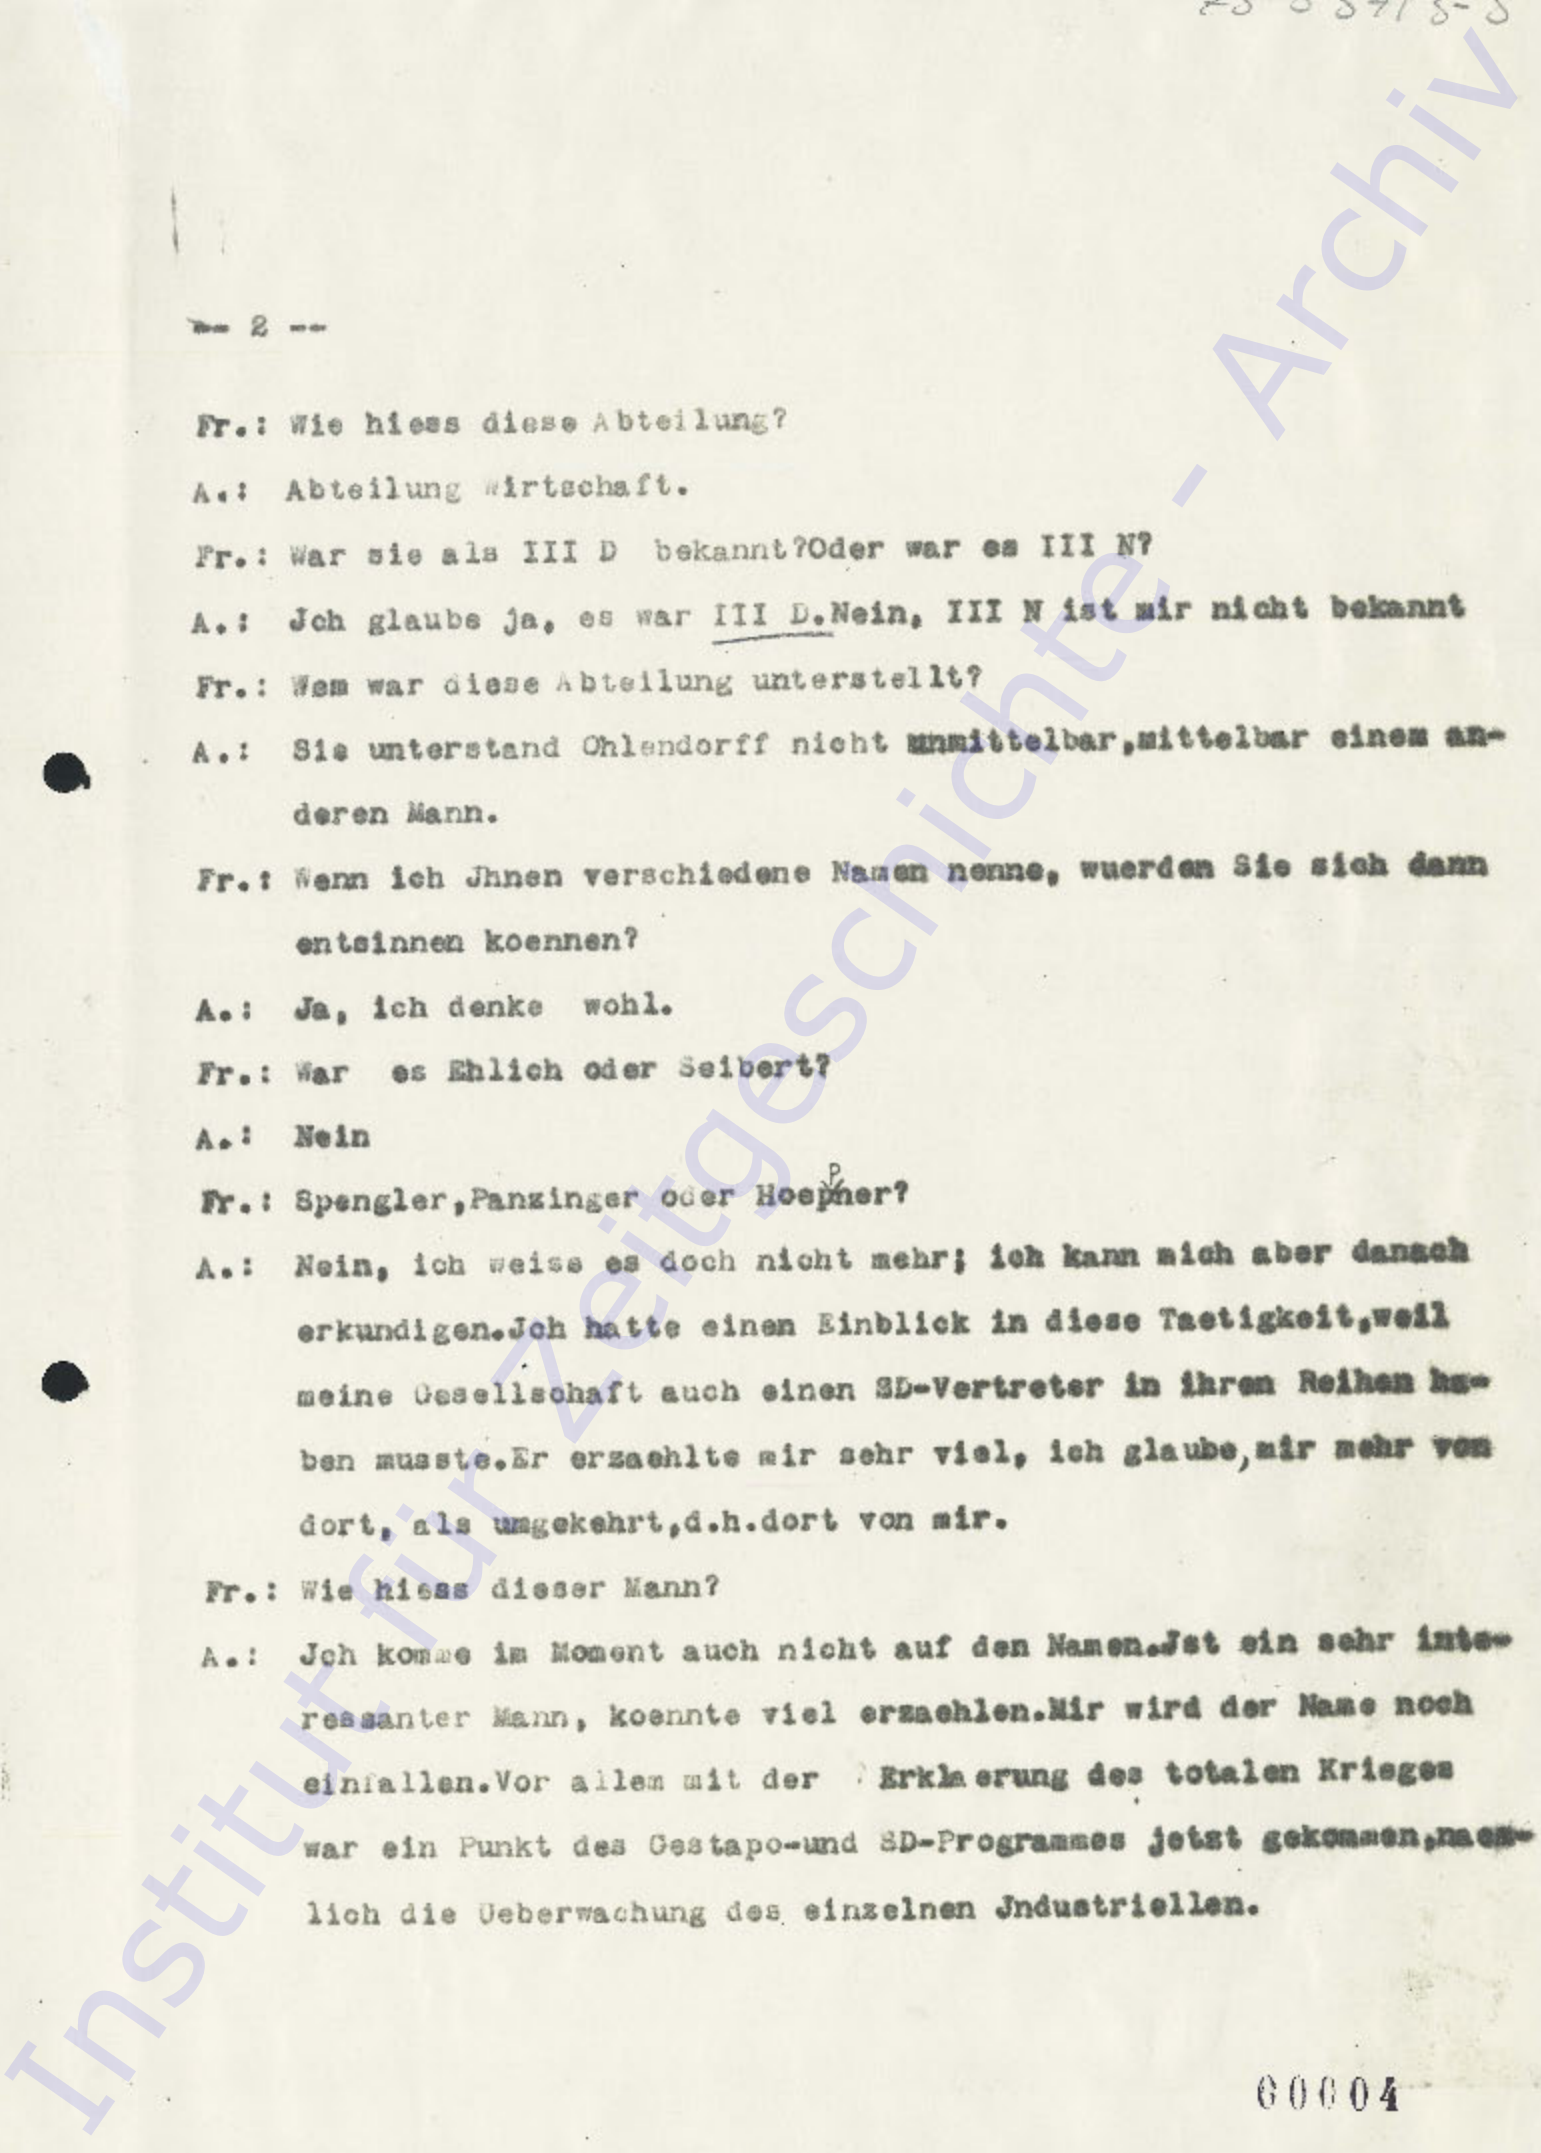 -- 2 --
Fr.: Wie hiess diese Abteilung?
A.: Abteilung Wirtschaft.
Fr.: War sie als III D bekannt?Oder war es III N?
A.: Jch glaube ja, es war III D.Nein, III N ist mir nicht bekannt
Fr.: Wem war diese Abteilung unterstellt?
A.: Sie unterstand Ohlendorff nicht unmittelbar,mittelbar einem an-
deren Mann.
Fr.: Wenn ich Jhnen verschiedene Namen nenne, wuerden Sie sich dann
entsinnen koennen?
A.: Ja, ich denke wohl.
Fr.: War es Ehlich oder Seibert?
A.: Nein
Fr.: Spengler,Panzinger oder Hoeppner?
A.: Nein, ich weiss es doch nicht mehr; ich kann mich aber danach
erkundigen.Jch hatte einen Einblick in diese Taetigkeit,weil
meine Gesellschaft auch einen SD-Vertreter in ihren Reihen ha-
ben musste.Er erzaehlte mir sehr viel, ich glaube,mir mehr von
dort, als umgekehrt,d.h.dort von mir.
Fr.: Wie hiess dieser Mann?
A.: Jch komme im Moment auch nicht auf den Namen.Jst ein sehr inte-
ressanter Mann, koennte viel erzaehlen.Mir wird der Name noch
einfallen.Vor allem mit der Erklaerung des totalen Krieges
war ein Punkt des Gestapo-und SD-Programmes jetzt gekommen,naem-
lich die Ueberwachung des einzelnen Jndustriellen.
00004
Institut für Zeitgeschichte - Archiv